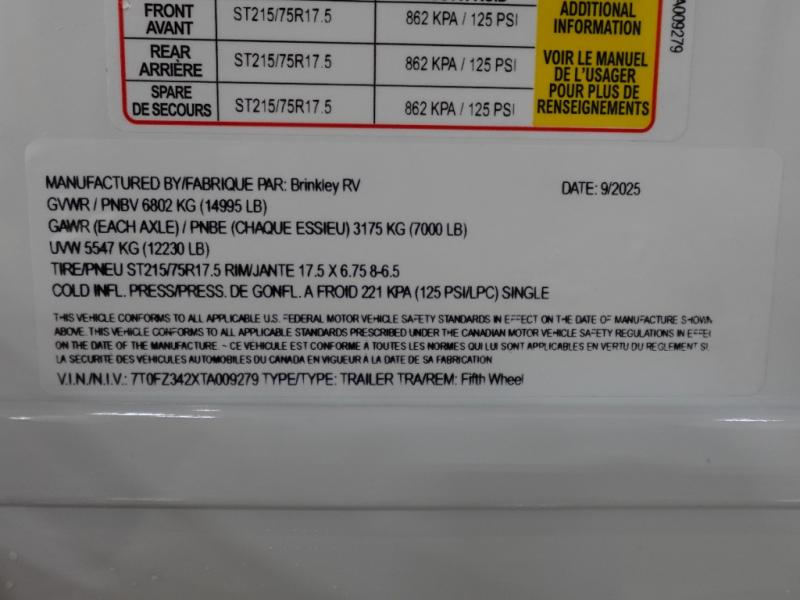 FRONT ST215/75R17.5 862 KPA / 125 PSI ADDITIONAL
AVANT INFORMATION
REAR ST215/75R17.5 862 KPA / 125 PSI VOIR LE MANUEL
ARRIÈRE DE L'USAGER
SPARE ST215/75R17.5 862 KPA / 125 PSI POUR PLUS DE
DE SECOURS RENSEIGNEMENTS
A009279
MANUFACTURED BY/FABRIQUE PAR: Brinkley RV DATE: 9/2025
GVWR / PNBV 6802 KG (14995 LB)
GAWR (EACH AXLE) / PNBE (CHAQUE ESSIEU) 3175 KG (7000 LB)
UVW 5547 KG (12230 LB)
TIRE/PNEU ST215/75R17.5 RIM/JANTE 17.5 X 6.75 8-6.5
COLD INFL. PRESS/PRESS. DE GONFL. A FROID 221 KPA (125 PSI/LPC) SINGLE
THIS VEHICLE CONFORMS TO ALL APPLICABLE U.S. FEDERAL MOTOR VEHICLE SAFETY STANDARDS IN EFFECT ON THE DATE OF MANUFACTURE SHOWN
ABOVE. THIS VEHICLE CONFORMS TO ALL APPLICABLE STANDARDS PRESCRIBED UNDER THE CANADIAN MOTOR VEHICLE SAFETY REGULATIONS IN EFFE
ON THE DATE OF THE MANUFACTURE. ~ CE VEHICULE EST CONFORME A TOUTES LES NORMES QUI LUI SONT APPLICABLES EN VERTU DU REGLEMENT S
LA SECURITE DES VEHICULES AUTOMOBILES DU CANADA EN VIGUEUR A LA DATE DE SA FABRICATION
V.I.N./N.I.V.: 7T0FZ342XTA009279 TYPE/TYPE: TRAILER TRA/REM: Fifth Wheel